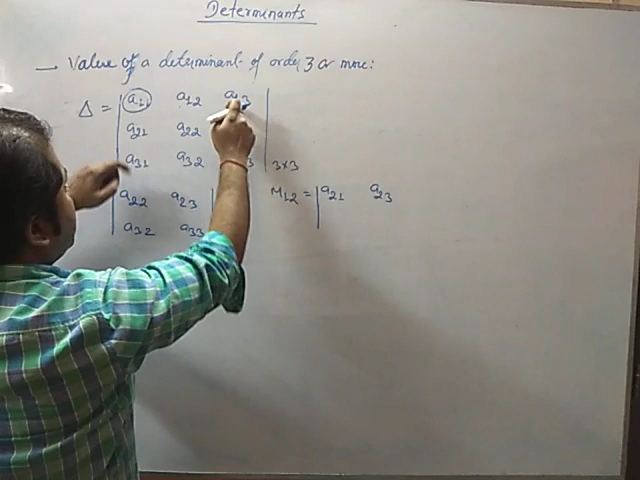 Determinants
— Value of a determinant of order 3 or more:
Δ = | a11 a12 a13 |
a21 a22
a31 a32 3 | 3×3
| a22 a23 | M12 = | a21 a23
a32 a33